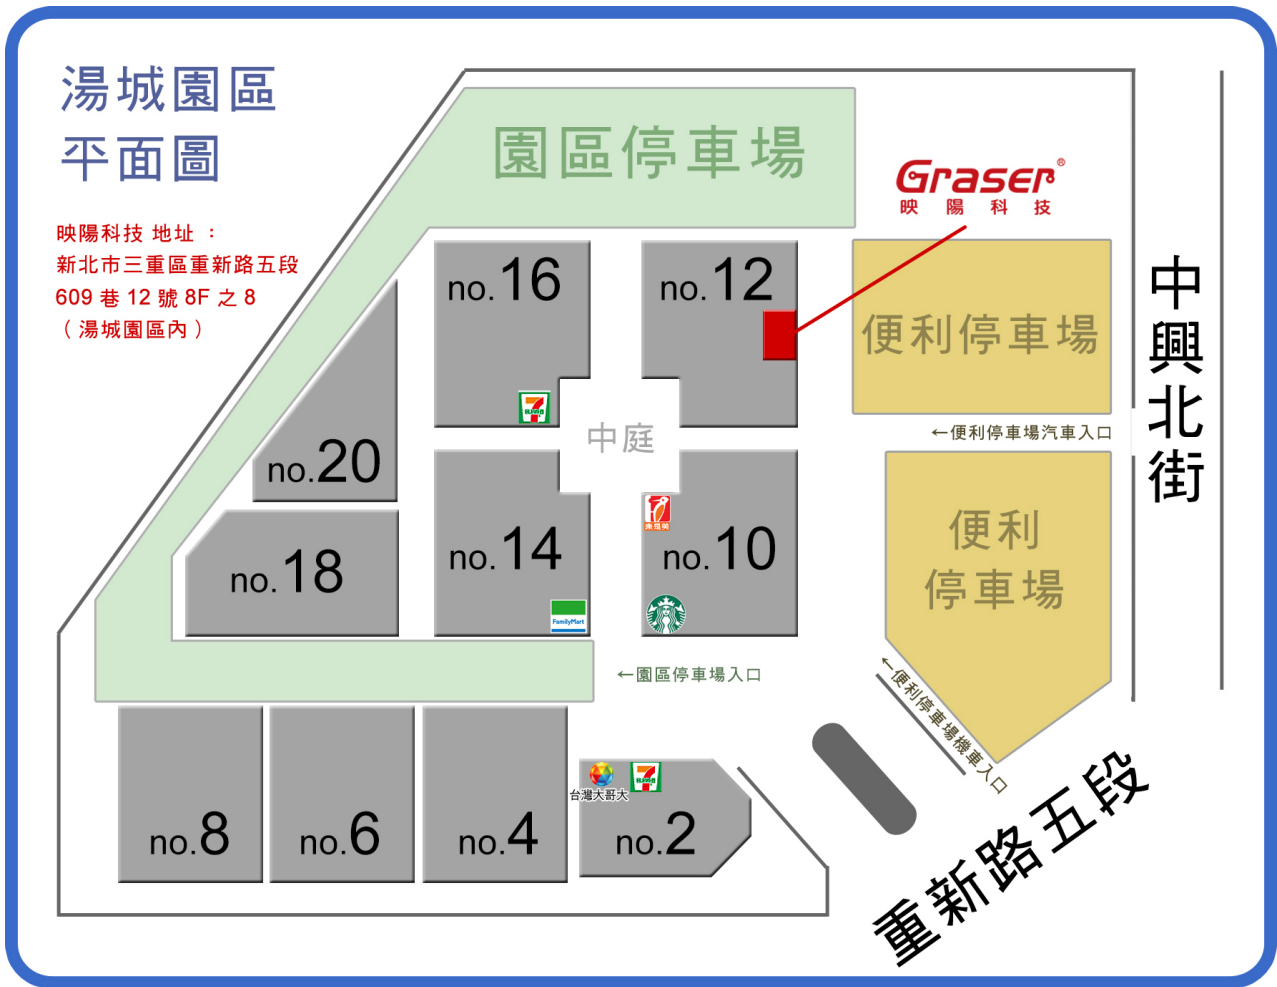 湯城園區
平面圖
映陽科技 地址 ：
新北市三重區重新路五段
609 巷 12 號 8F 之 8
（ 湯城園區內 ）
園區停車場
Graser®
映陽科技
no.16
no.12
便利停車場
中興北街
中庭
←便利停車場汽車入口
no.20
no.18
no.14
FamilyMart
no.10
便利
停車場
←園區停車場入口
←便利停車場機車入口
no.8
no.6
no.4
台灣大哥大
no.2
重新路五段